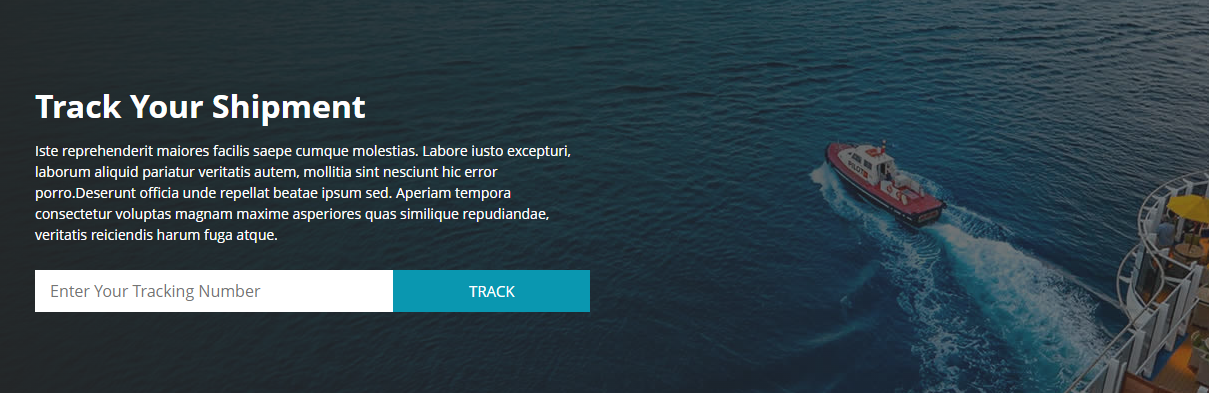 Track Your Shipment
Iste reprehenderit maiores facilis saepe cumque molestias. Labore iusto excepturi,
laborum aliquid pariatur veritatis autem, mollitia sint nesciunt hic error
porro.Deserunt officia unde repellat beatae ipsum sed. Aperiam tempora
consectetur voluptas magnam maxime asperiores quas similique repudiandae,
veritatis reiciendis harum fuga atque.
Enter Your Tracking Number
TRACK
PILOTS